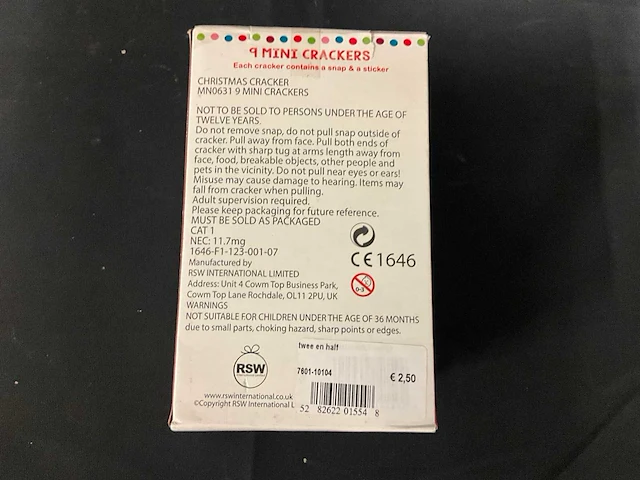 9 MINI CRACKERS
Each cracker contains a snap & a sticker
CHRISTMAS CRACKER
MN0631 9 MINI CRACKERS
NOT TO BE SOLD TO PERSONS UNDER THE AGE OF
TWELVE YEARS.
Do not remove snap, do not pull snap outside of
cracker. Pull away from face. Pull both ends of
cracker with sharp tug at arms length away from
face, food, breakable objects, other people and
pets in the vicinity. Do not pull near eyes or ears!
Misuse may cause damage to hearing. Items may
fall from cracker when pulling.
Adult supervision required.
Please keep packaging for future reference.
MUST BE SOLD AS PACKAGED
CAT 1
NEC: 11.7mg
1646-F1-123-001-07
CE 1646
Manufactured by
RSW INTERNATIONAL LIMITED
Address: Unit 4 Cowm Top Business Park,
Cowm Top Lane Rochdale, OL11 2PU, UK
0-3
WARNINGS
NOT SUITABLE FOR CHILDREN UNDER THE AGE OF 36 MONTHS
due to small parts, choking hazard, sharp points or edges.
RSW
www.rswinternational.co.uk
©Copyright RSW International L
twee en half
7601-10104
€ 2,50
52 82622 01554 8